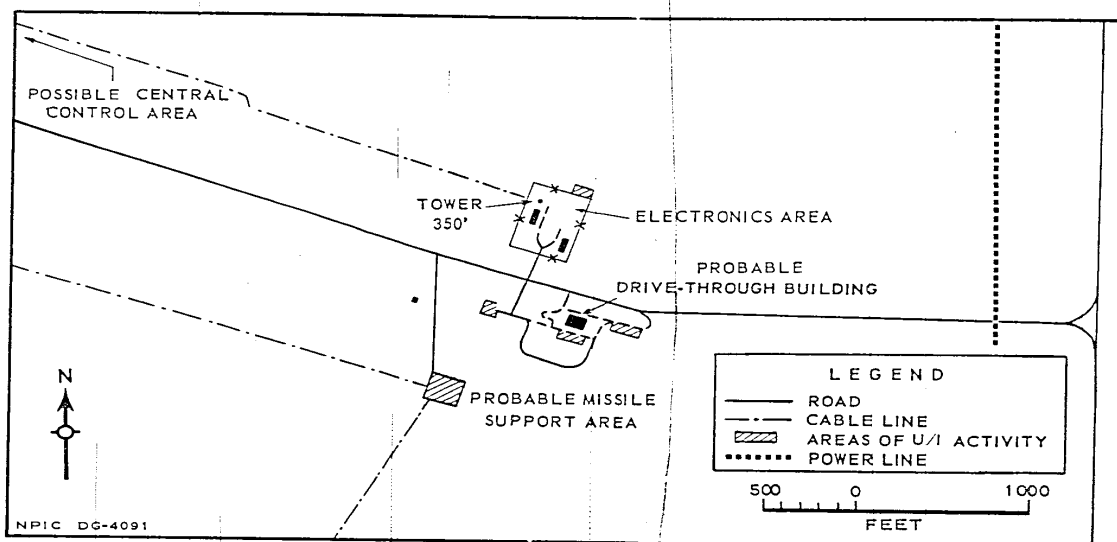 POSSIBLE CENTRAL
CONTROL AREA
TOWER
350'
ELECTRONICS AREA
PROBABLE
DRIVE-THROUGH BUILDING
PROBABLE MISSILE
SUPPORT AREA
N
LEGEND
ROAD
CABLE LINE
AREAS OF U/I ACTIVITY
POWER LINE
500 0 1000
FEET
NPIC DG-4091